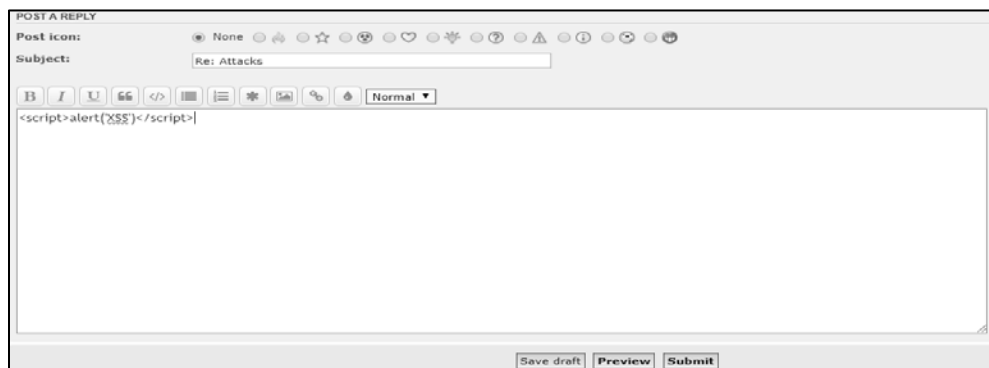 POST A REPLY
Post icon: None
Subject: Re: Attacks
B I U Normal
<script>alert('XSS')</script>
Save draft Preview Submit